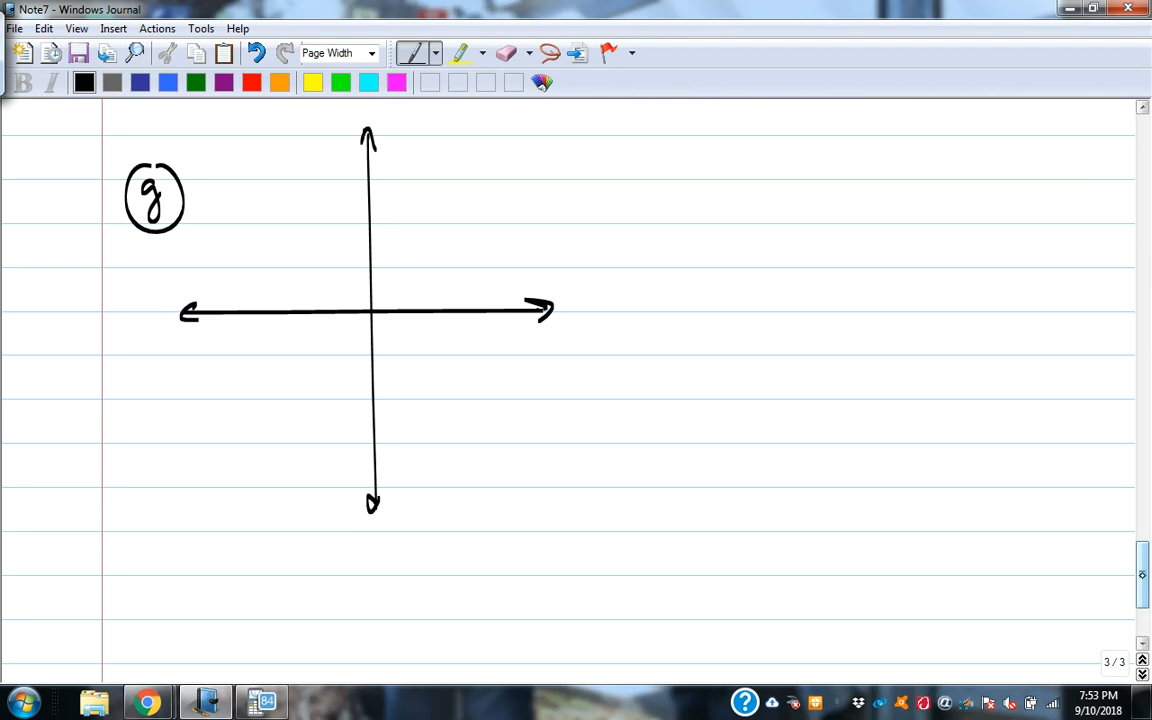 Note7 - Windows Journal
File Edit View Insert Actions Tools Help
Page Width
B I
g
3 / 3
84
7:53 PM
9/10/2018